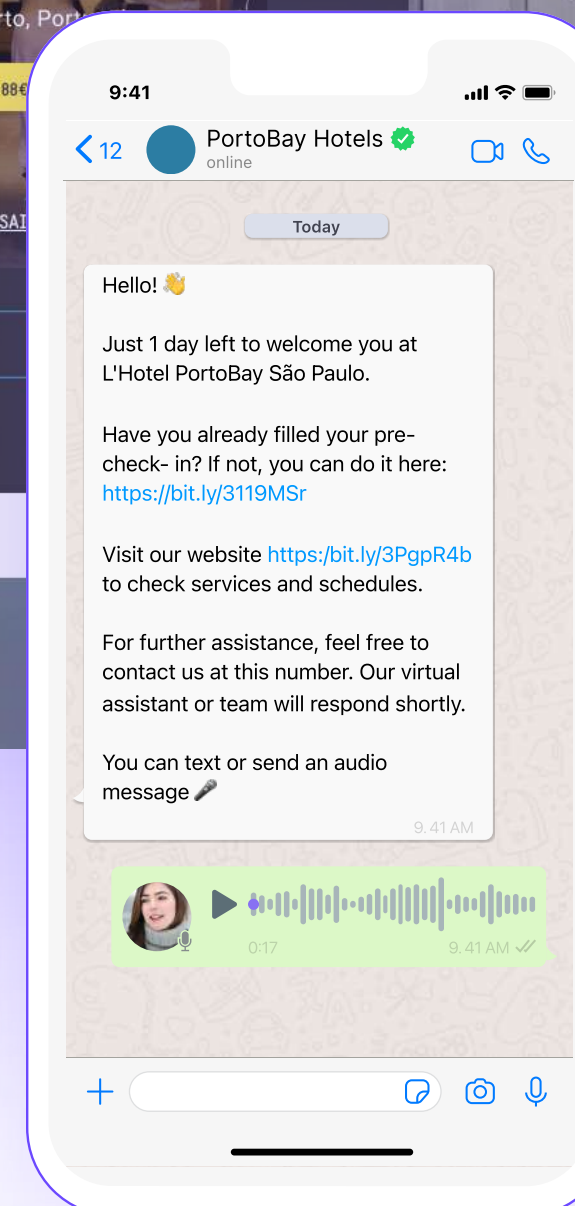 rto, Port
88€
SAI
9:41
12
PortoBay Hotels
online
Today
Hello! 👋
Just 1 day left to welcome you at
L'Hotel PortoBay São Paulo.
Have you already filled your pre-
check- in? If not, you can do it here:
https://bit.ly/3119MSr
Visit our website https:/bit.ly/3PgpR4b
to check services and schedules.
For further assistance, feel free to
contact us at this number. Our virtual
assistant or team will respond shortly.
You can text or send an audio
message 🎤
9.41 AM
0:17
9.41 AM